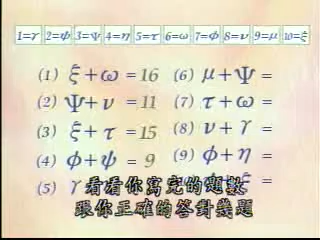 1=γ 2=φ 3=Ψ 4=η 5=τ 6=ω 7=ϕ 8=ν 9=μ 10=ξ
(1) ξ+ω=16 (6) μ+Ψ=
(2) Ψ+ν=11 (7) τ+ω=
(3) ξ+τ=15 (8) ν+γ=
(4) ϕ+ψ=9 (9) ϕ+η=
(5) γ
看看你寫完的題數
跟你正確的答對幾題